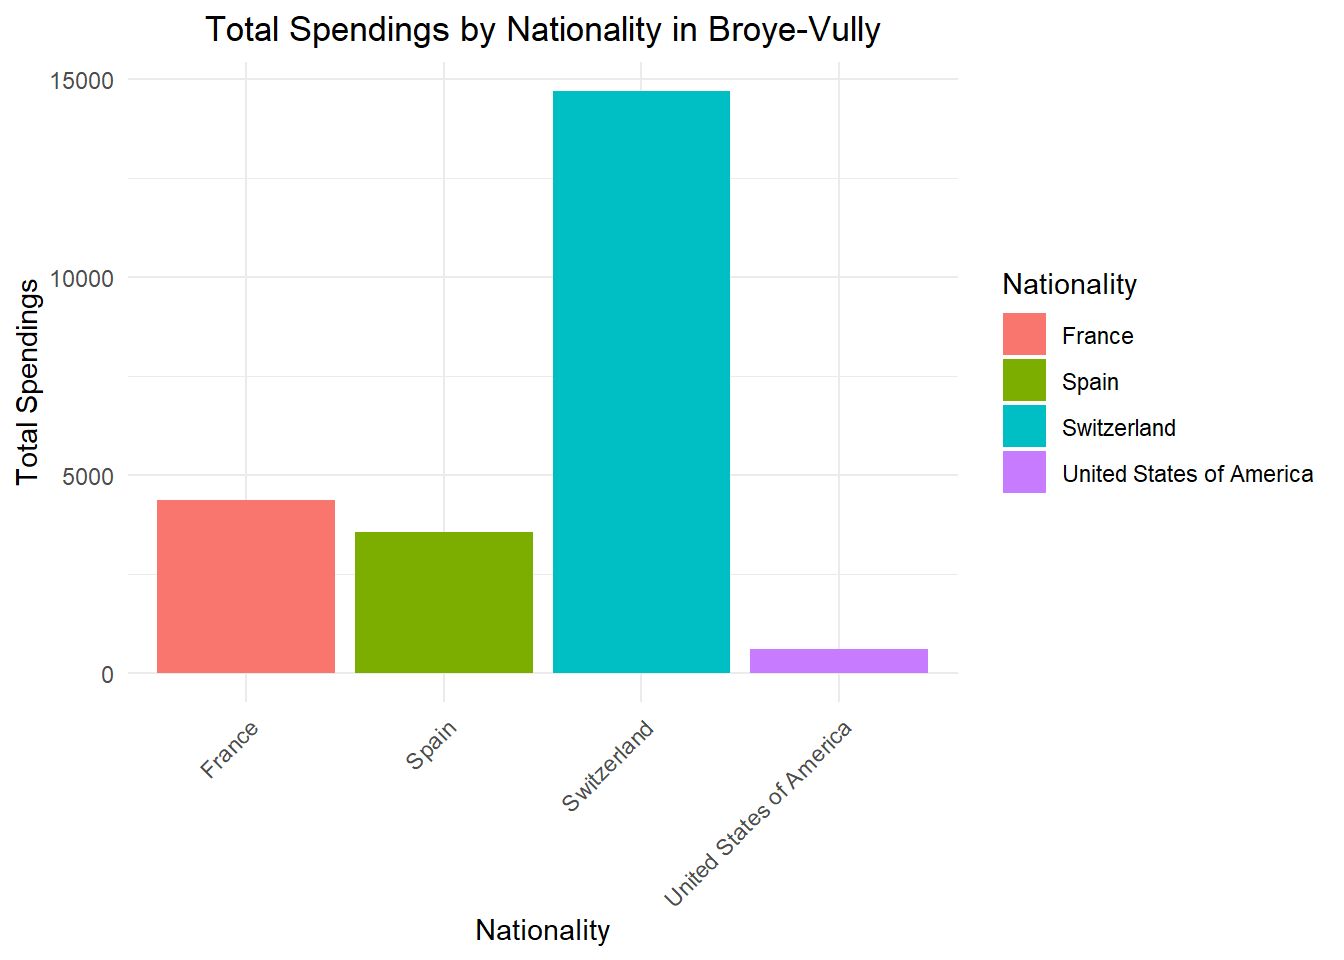 Total Spendings by Nationality in Broye-Vully
Total Spendings
15000
10000
5000
0
France
Spain
Switzerland
United States of America
Nationality
Nationality
France
Spain
Switzerland
United States of America